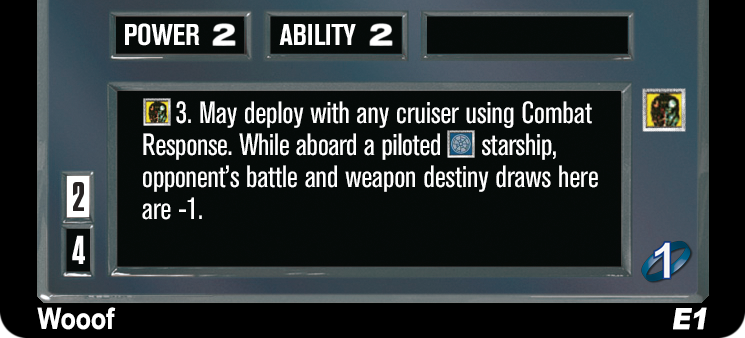 POWER 2 ABILITY 2
3. May deploy with any cruiser using Combat
Response. While aboard a piloted starship,
opponent's battle and weapon destiny draws here
are -1.
2
4
1
Wooof E1